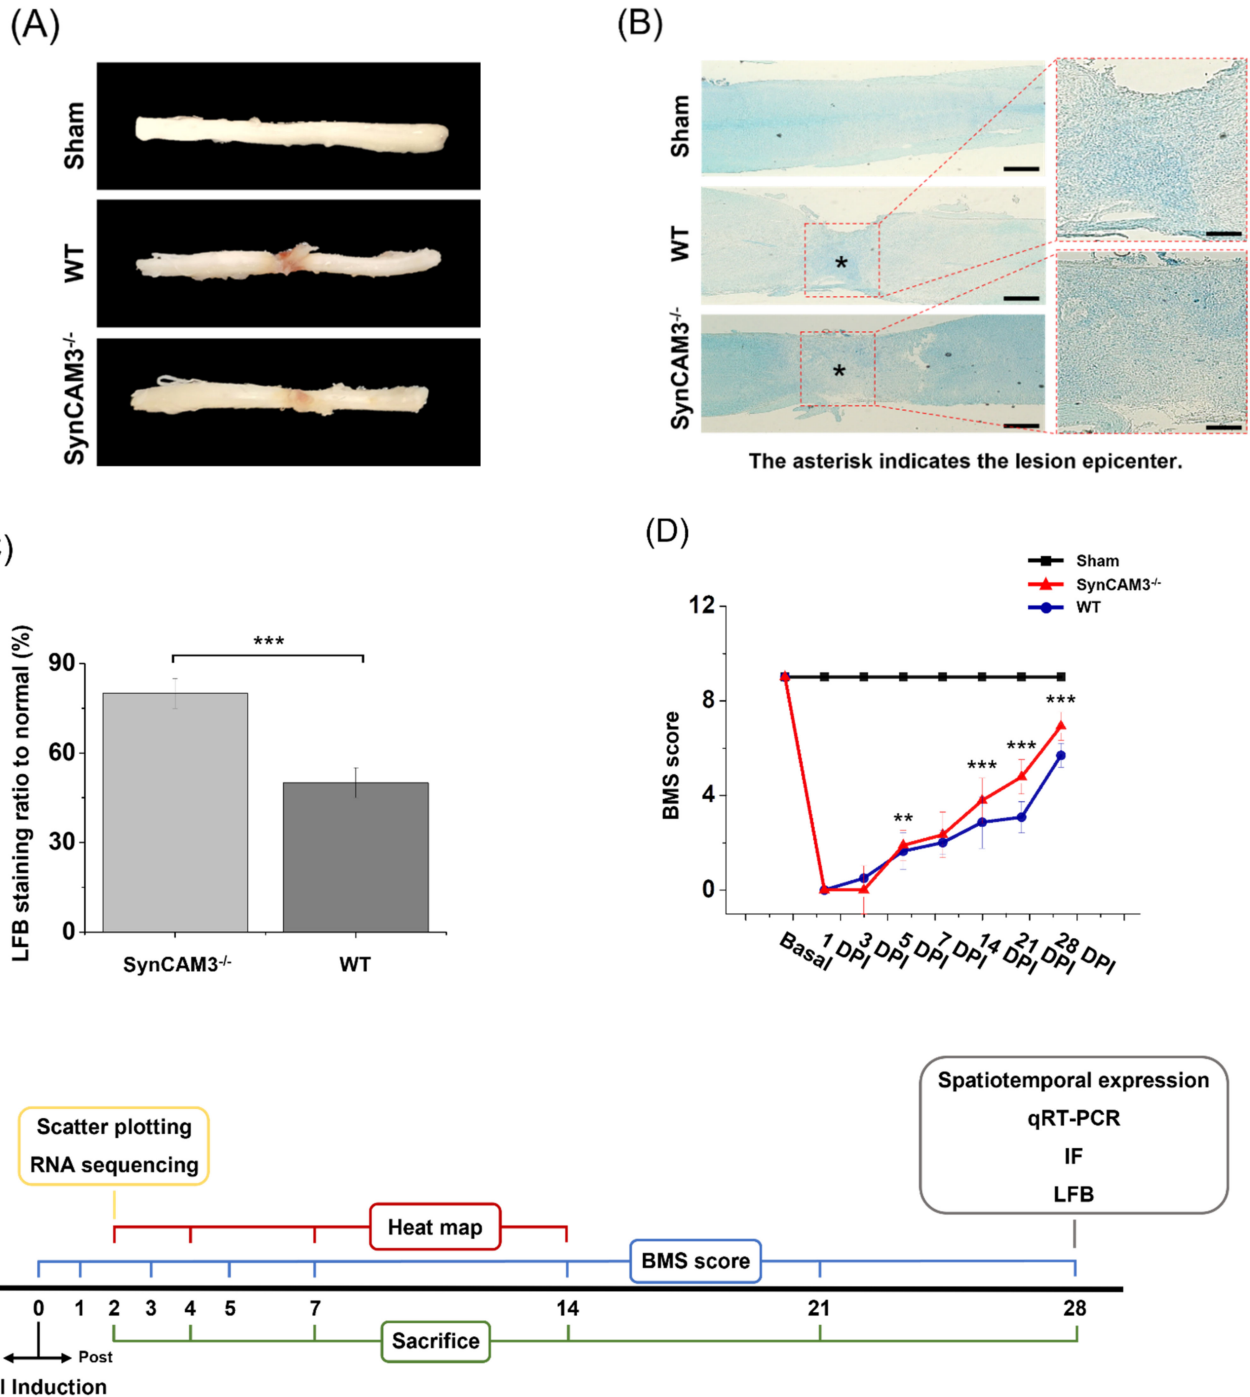 (A)
Sham
WT
SynCAM3-/-
(B)
Sham
WT
*
SynCAM3-/-
*
The asterisk indicates the lesion epicenter.
)
LFB staining ratio to normal (%)
90
60
30
0
***
SynCAM3-/-
WT
(D)
Sham
SynCAM3-/-
WT
BMS score
12
8
4
0
**
***
***
***
Basal
1 DPI
3 DPI
5 DPI
7 DPI
14 DPI
21 DPI
28 DPI
Scatter plotting
RNA sequencing
Spatiotemporal expression
qRT-PCR
IF
LFB
Heat map
BMS score
0 1 2 3 4 5 7 14 21 28
Sacrifice
Post
I Induction